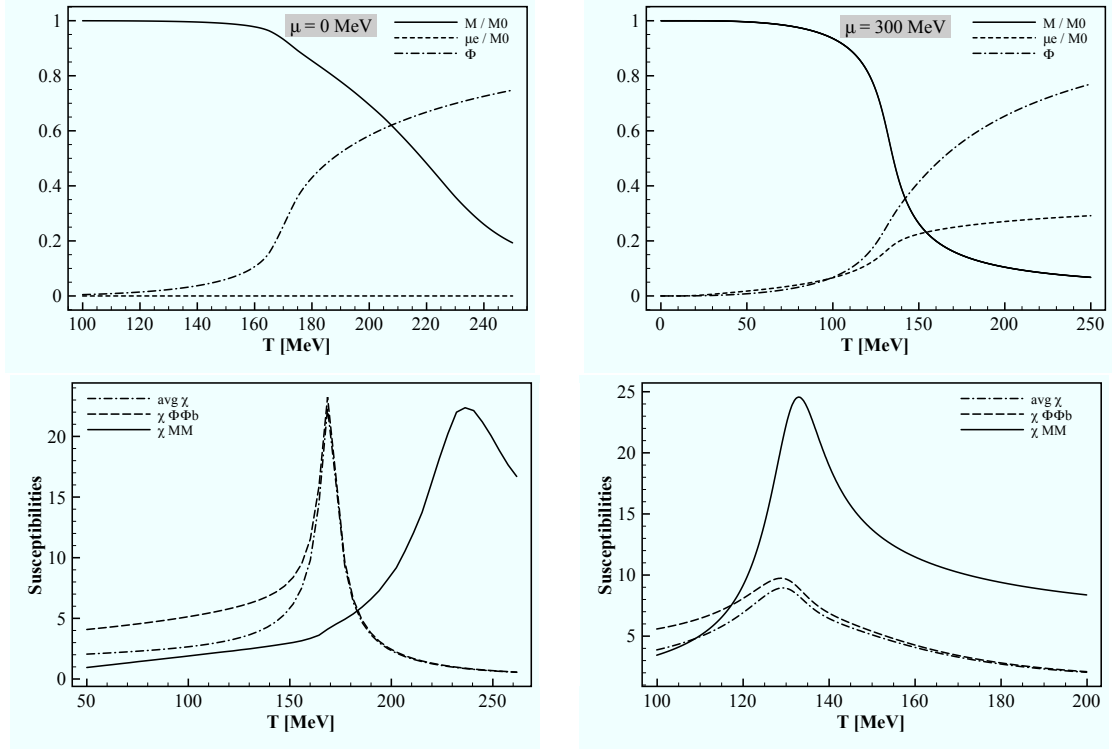 μ = 0 MeV
M / M0
μe / M0
Φ
1
0.8
0.6
0.4
0.2
0
100 120 140 160 180 200 220 240
T [MeV]
μ = 300 MeV
M / M0
μe / M0
Φ
1
0.8
0.6
0.4
0.2
0
0 50 100 150 200 250
T [MeV]
avg χ
χ ΦΦb
χ MM
Susceptibilities
20
15
10
5
0
50 100 150 200 250
T [MeV]
avg χ
χ ΦΦb
χ MM
Susceptibilities
25
20
15
10
5
100 120 140 160 180 200
T [MeV]